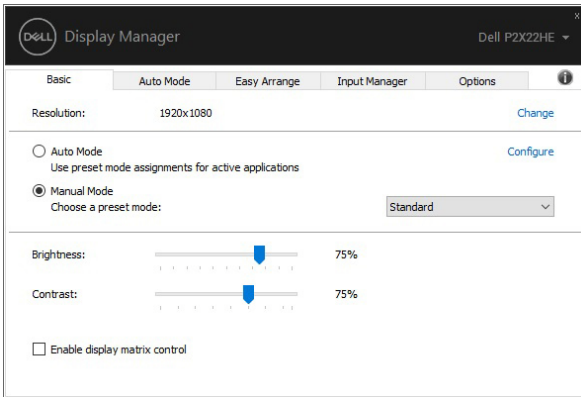 DELL Display Manager Dell P2X22HE
Basic Auto Mode Easy Arrange Input Manager Options
Resolution: 1920x1080 Change
Auto Mode Configure
Use preset mode assignments for active applications
Manual Mode
Choose a preset mode: Standard
Brightness: 75%
Contrast: 75%
Enable display matrix control